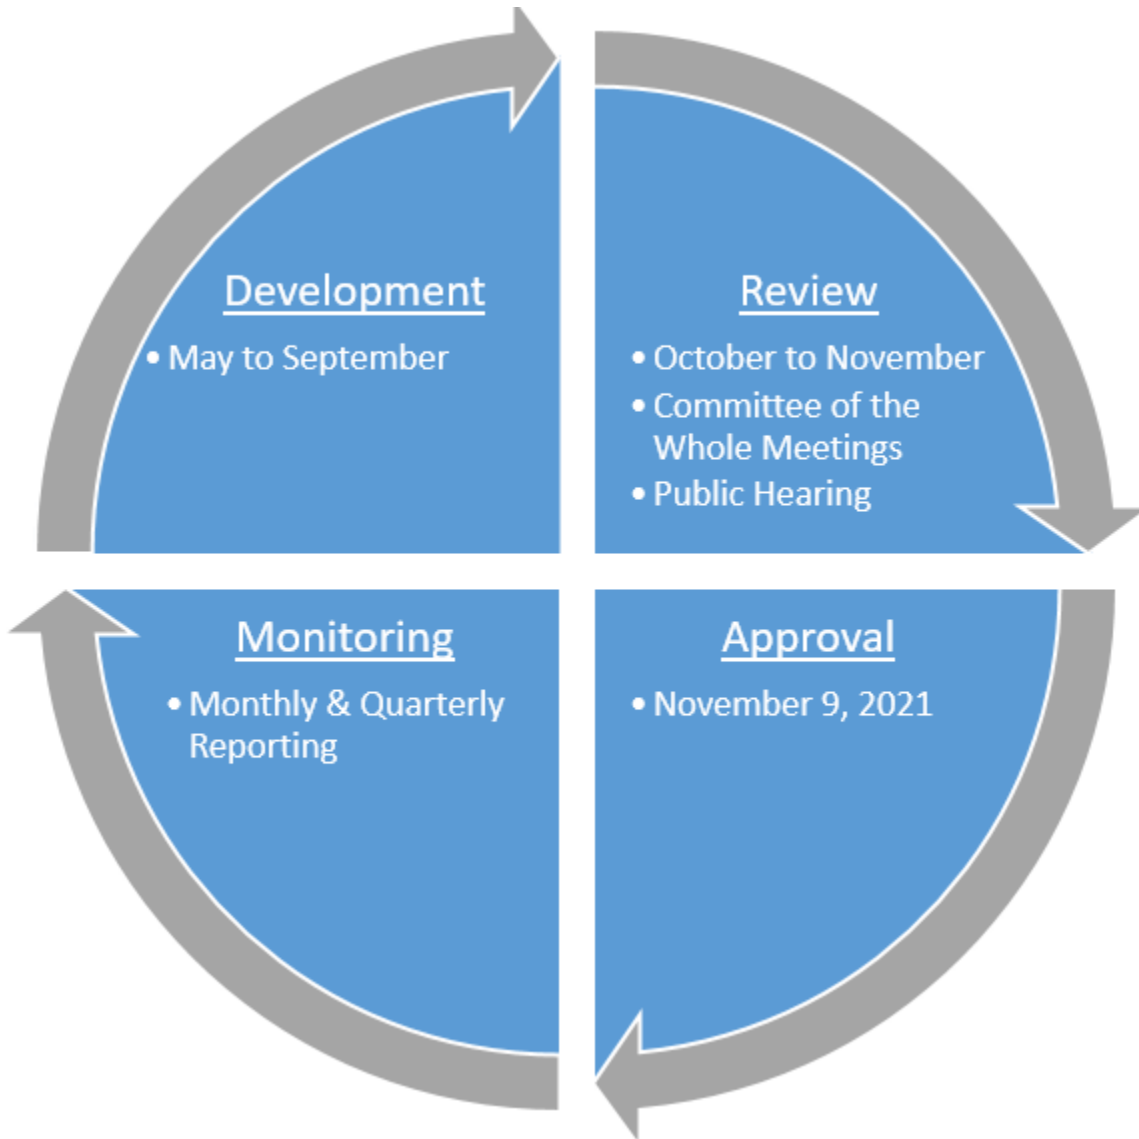 Development
• May to September
Review
• October to November
• Committee of the
Whole Meetings
• Public Hearing
Monitoring
• Monthly & Quarterly
Reporting
Approval
• November 9, 2021